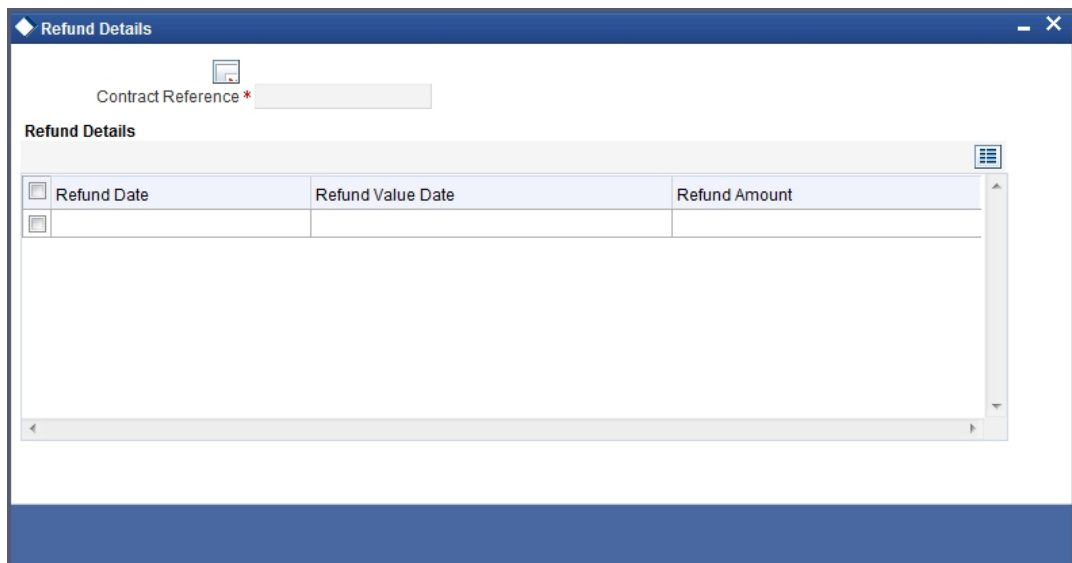 Refund Details
Contract Reference *
Refund Details
Refund Date Refund Value Date Refund Amount